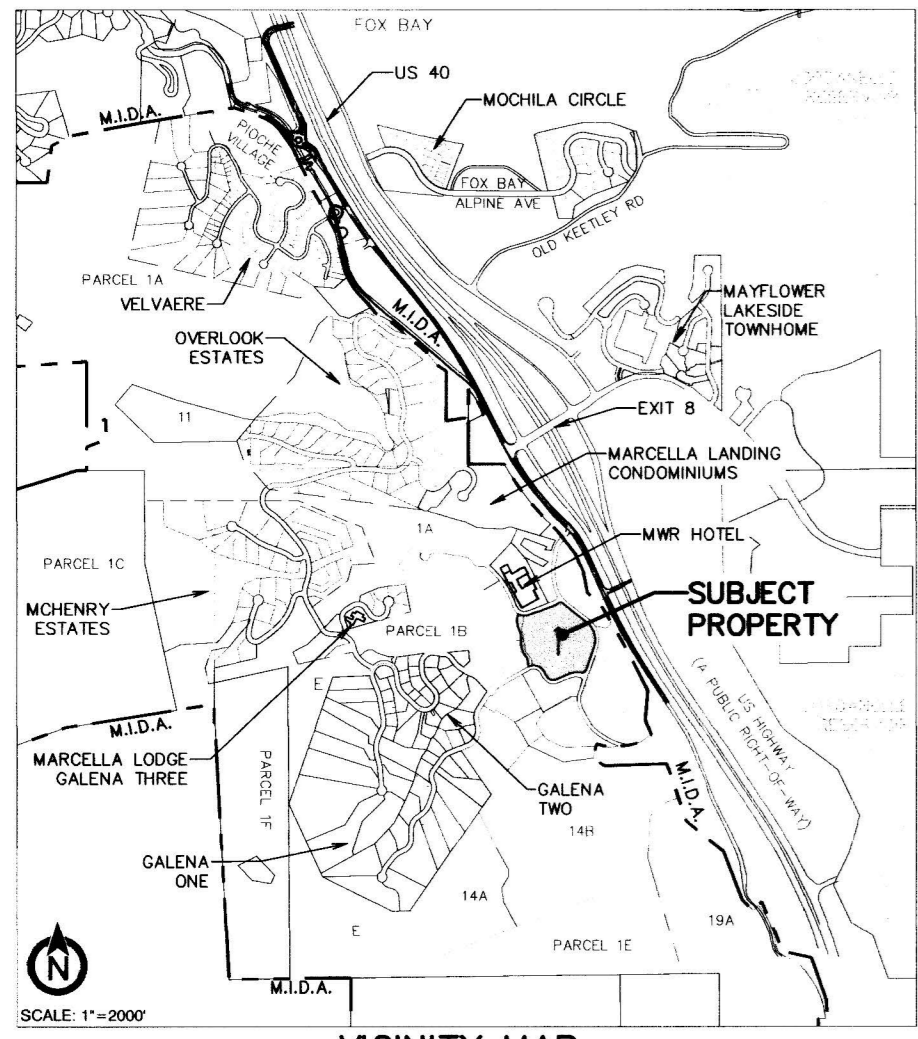 FOX BAY
US 40
MOCHILA CIRCLE
M.I.D.A.
PIOCHE
VILLAGE
FOX BAY
ALPINE AVE
OLD KEETLEY RD
PARCEL 1A
VELVAERE
M.I.D.A.
MAYFLOWER
LAKESIDE
TOWNHOME
OVERLOOK
ESTATES
11
EXIT 8
1
MARCELLA LANDING
CONDOMINIUMS
1A
MWR HOTEL
PARCEL 1C
SUBJECT
PROPERTY
MCHENRY
ESTATES
PARCEL 1B
E
(A PUBLIC RIGHT-OF-WAY)
US HIGHWAY
M.I.D.A.
MARCELLA LODGE
GALENA THREE
PARCEL 1F
M.I.D.A.
GALENA
TWO
14B
GALENA
ONE
14A
19A
E
PARCEL 1E
N
M.I.D.A.
SCALE: 1"=2000'
VICINITY MAP